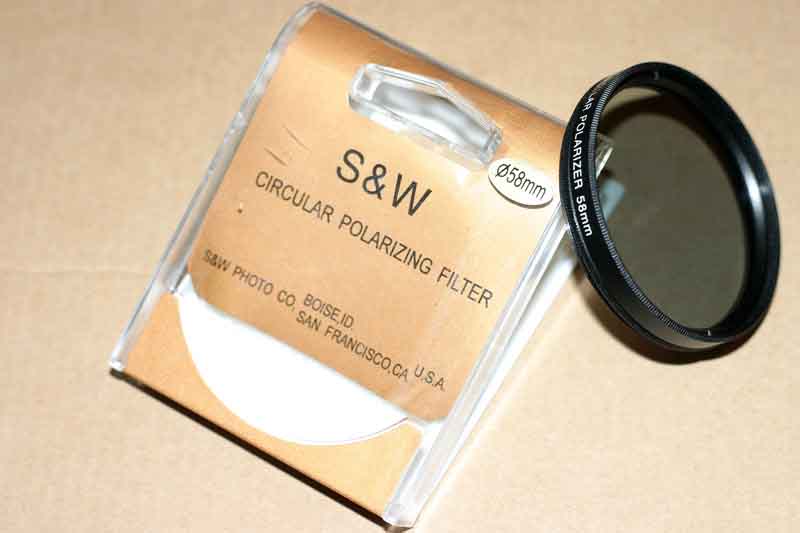 S&W
Ø58mm
CIRCULAR POLARIZING FILTER
S&W PHOTO CO, BOISE,ID.
SAN FRANCISCO,CA. U.S.A.
POLARIZER 58mm